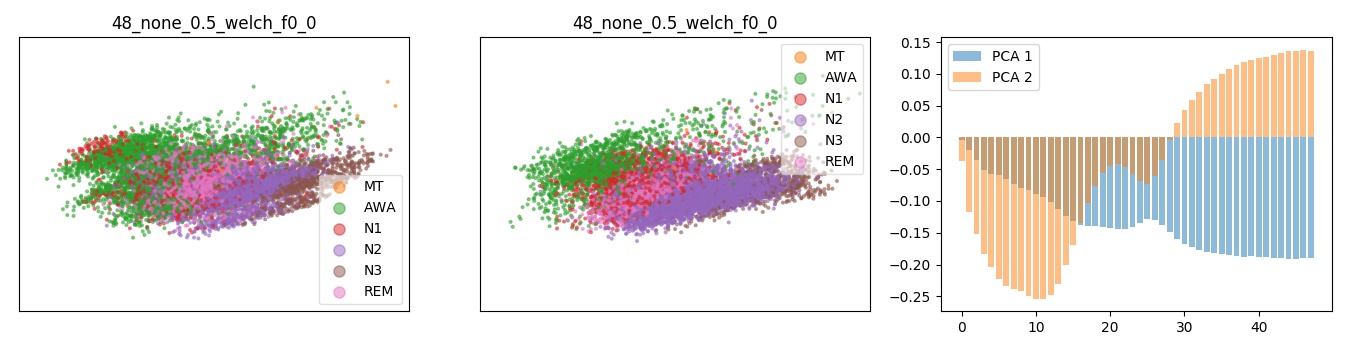 48_none_0.5_welch_f0_0
MT
AWA
N1
N2
N3
REM
48_none_0.5_welch_f0_0
MT
AWA
N1
N2
N3
REM
PCA 1
PCA 2
0.15
0.10
0.05
0.00
−0.05
−0.10
−0.15
−0.20
−0.25
0 10 20 30 40